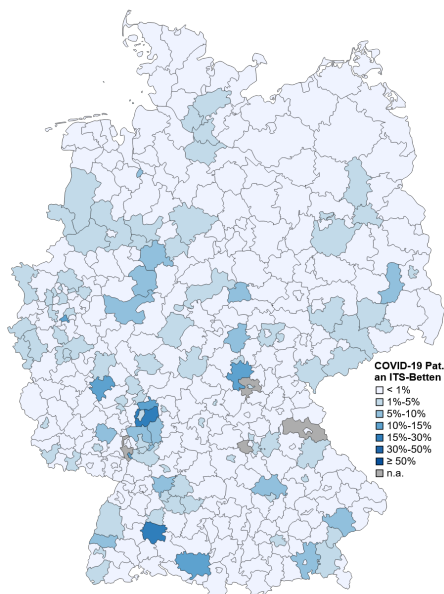 COVID-19 Pat.
an ITS-Betten
< 1%
1%-5%
5%-10%
10%-15%
15%-30%
30%-50%
≥ 50%
n.a.